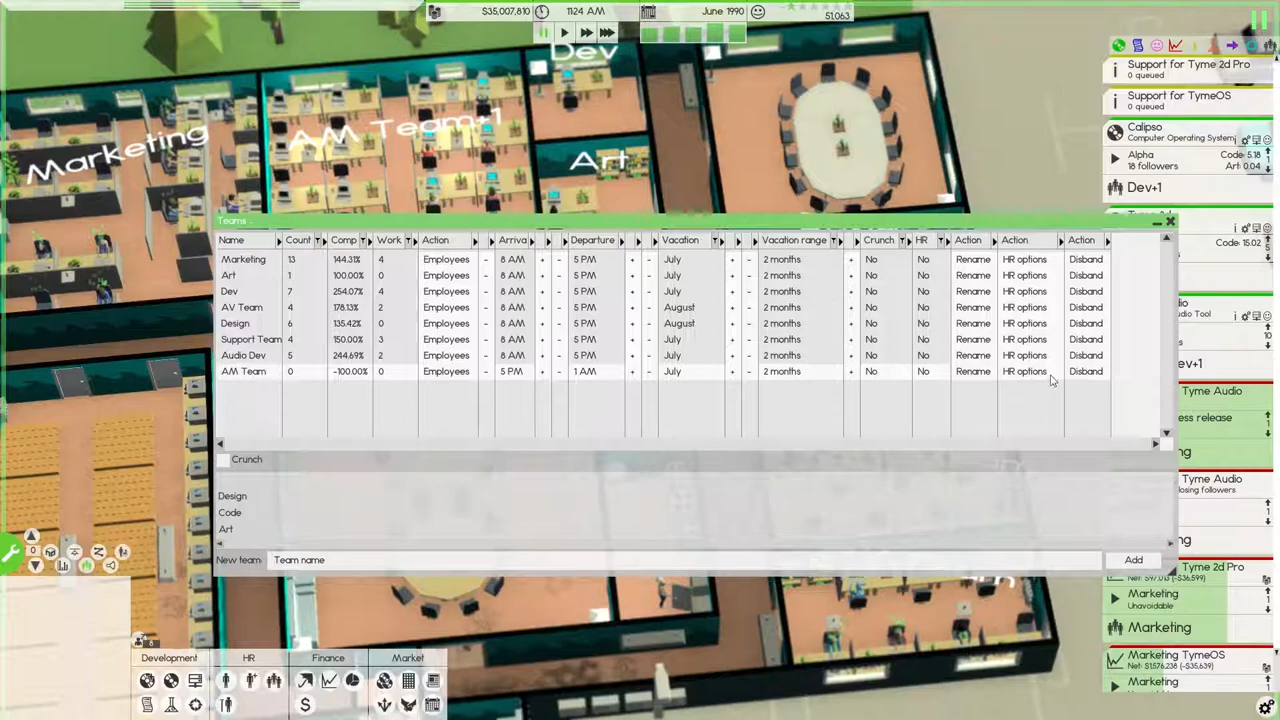 $35,007,810
1124 AM
June 1990
51,063
Dev
Marketing
AM Team+1
Art
Support for Tyme 2d Pro
0 queued
Support for TymeOS
0 queued
Calipso
Computer Operating System
Alpha
18 followers
Code: 5.18
Art: 0.04
Dev+1
Teams
Name Count Comp Work Action Arriva Departure Vacation Vacation range Crunch HR Action Action Action
Marketing 13 144.31% 4 Employees - 8 AM + - 5 PM + - July + - 2 months + No No Rename HR options Disband
Art 1 100.00% 0 Employees - 8 AM + - 5 PM + - July + - 2 months + No No Rename HR options Disband
Dev 7 254.07% 4 Employees - 8 AM + - 5 PM + - July + - 2 months + No No Rename HR options Disband
AV Team 4 178.13% 2 Employees - 8 AM + - 5 PM + - August + - 2 months + No No Rename HR options Disband
Design 6 135.42% 0 Employees - 8 AM + - 5 PM + - August + - 2 months + No No Rename HR options Disband
Support Team 4 150.00% 3 Employees - 8 AM + - 5 PM + - July + - 2 months + No No Rename HR options Disband
Audio Dev 5 244.69% 2 Employees - 8 AM + - 5 PM + - July + - 2 months + No No Rename HR options Disband
AM Team 0 -100.00% 0 Employees - 5 PM + - 1 AM + - July + - 2 months + No No Rename HR options Disband
Crunch
Design
Code
Art
New team Team name Add
Code: 15.02
Tyme Audio
Tyme Audio
osing followers
Tyme 2d Pro
Marketing
Unavoidable
Marketing
Marketing TymeOS
Net: $1,576,238 (-$35,639)
Marketing
Development HR Finance Market